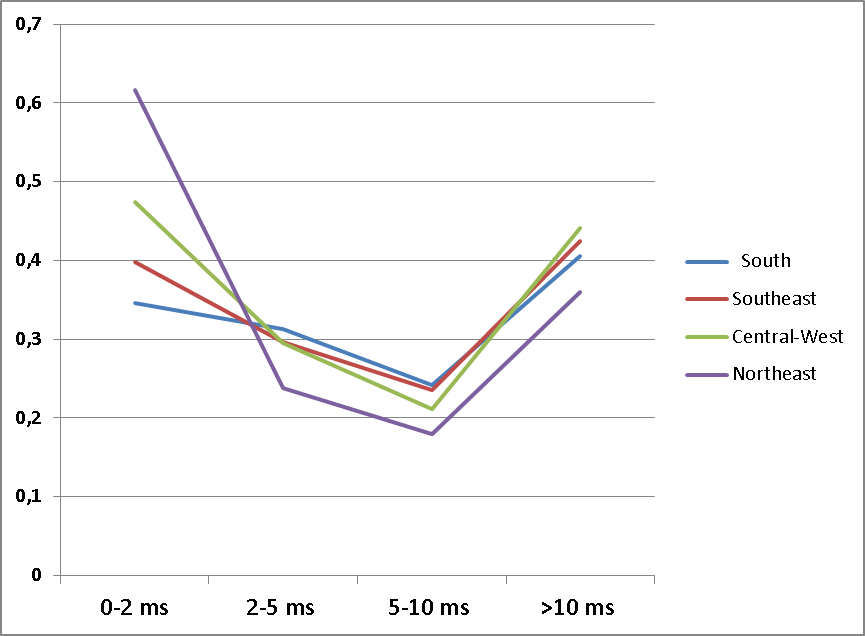 0,7
0,6
0,5
0,4
0,3
0,2
0,1
0
0-2 ms
2-5 ms
5-10 ms
>10 ms
South
Southeast
Central-West
Northeast